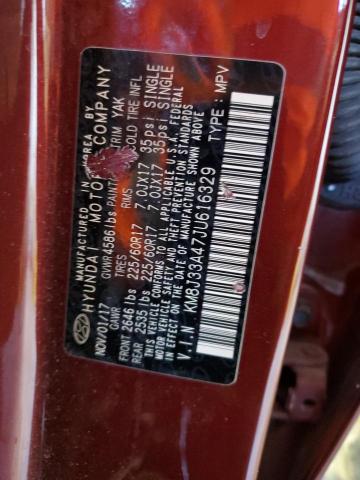 MANUFACTURED IN KOREA BY
HYUNDAI MOTOR COMPANY
GVWR 4586 lbs PAINT TRIM YAK
TIRES RIMS COLD TIRE INFL
NOV/01/17 GAWR
FRONT 2646 lbs 225/60R17 7.0JX17 35psi SINGLE
REAR 2535 lbs 225/60R17 7.0JX17 35psi SINGLE
THIS VEHICLE CONFORMS TO ALL APPLICABLE U.S. FEDERAL
MOTOR VEHICLE SAFETY AND THEFT PREVENTION STANDARDS
IN EFFECT ON THE DATE OF MANUFACTURE SHOWN ABOVE
V.I.N KM8J33A47JU616329 TYPE : MPV